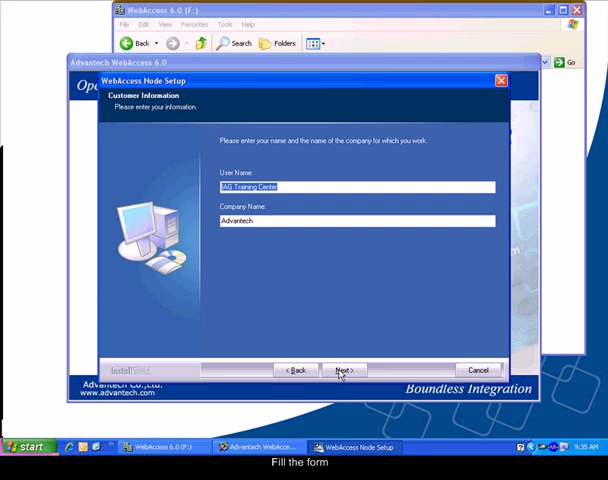 WebAccess 6.0 (F:)
File Edit View Favorites Tools Help
Back Search Folders
Advantech WebAccess 6.0
Go
Ope
WebAccess Node Setup
Customer Information
Please enter your information.
Please enter your name and the name of the company for which you work.
User Name:
IAG Training Center
Company Name:
Advantech
InstallShield
< Back Next > Cancel
Advantech Co.,Ltd.
www.advantech.com
Boundless Integration
start WebAccess 6.0 (F:) Advantech WebAcce... WebAccess Node Setup 9:35 AM
Fill the form